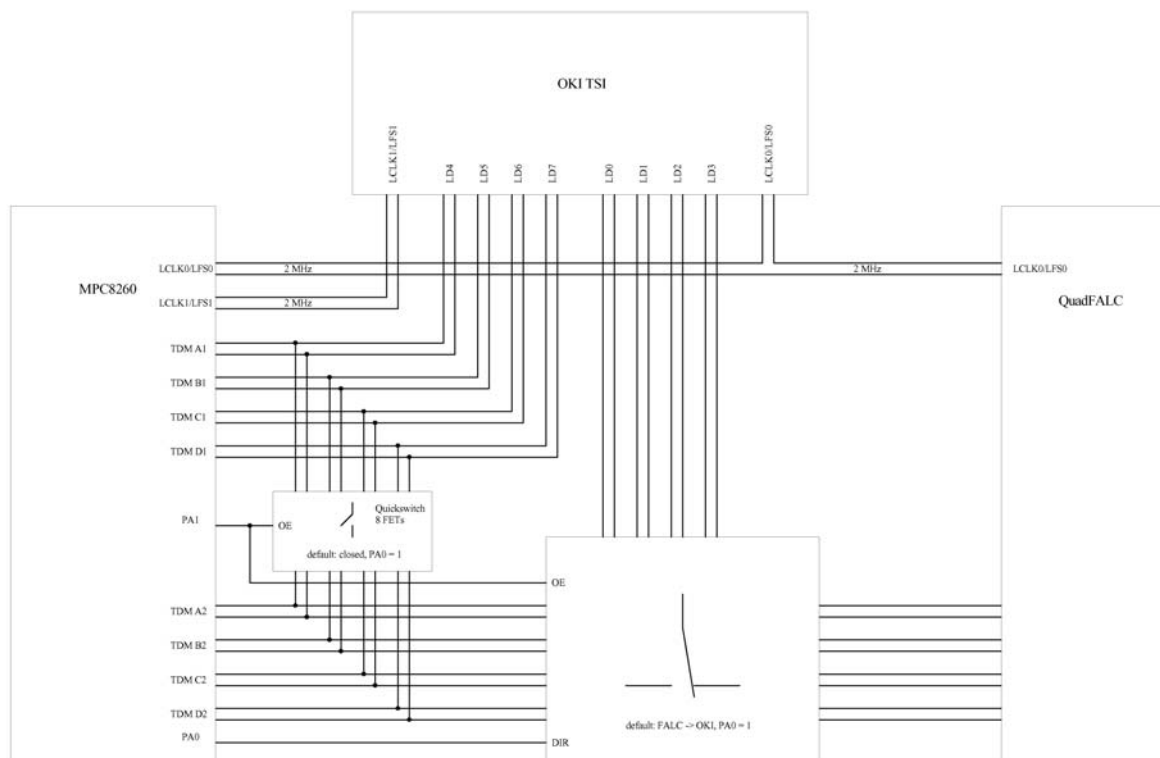 OKI TSI
LCLK1/LFS1
LD4
LD5
LD6
LD7
LD0
LD1
LD2
LD3
LCLK0/LFS0
MPC8260
LCLK0/LFS0
2 MHz
2 MHz
LCLK0/LFS0
QuadFALC
LCLK1/LFS1
2 MHz
TDM A1
TDM B1
TDM C1
TDM D1
PA1
OE
Quickswitch
8 FETs
default: closed, PA0 = 1
OE
TDM A2
TDM B2
TDM C2
TDM D2
default: FALC -> OKI, PA0 = 1
PA0
DIR